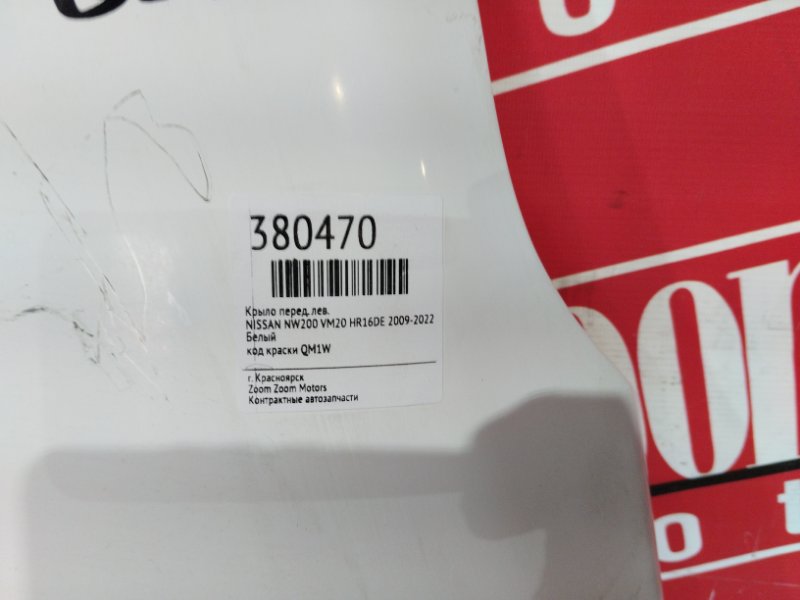 380470
Крыло перед. лев.
NISSAN NW200 VM20 HR16DE 2009-2022
Белый
код краски QM1W
г. Красноярск
Zoom Zoom Motors
Контрактные автозапчасти